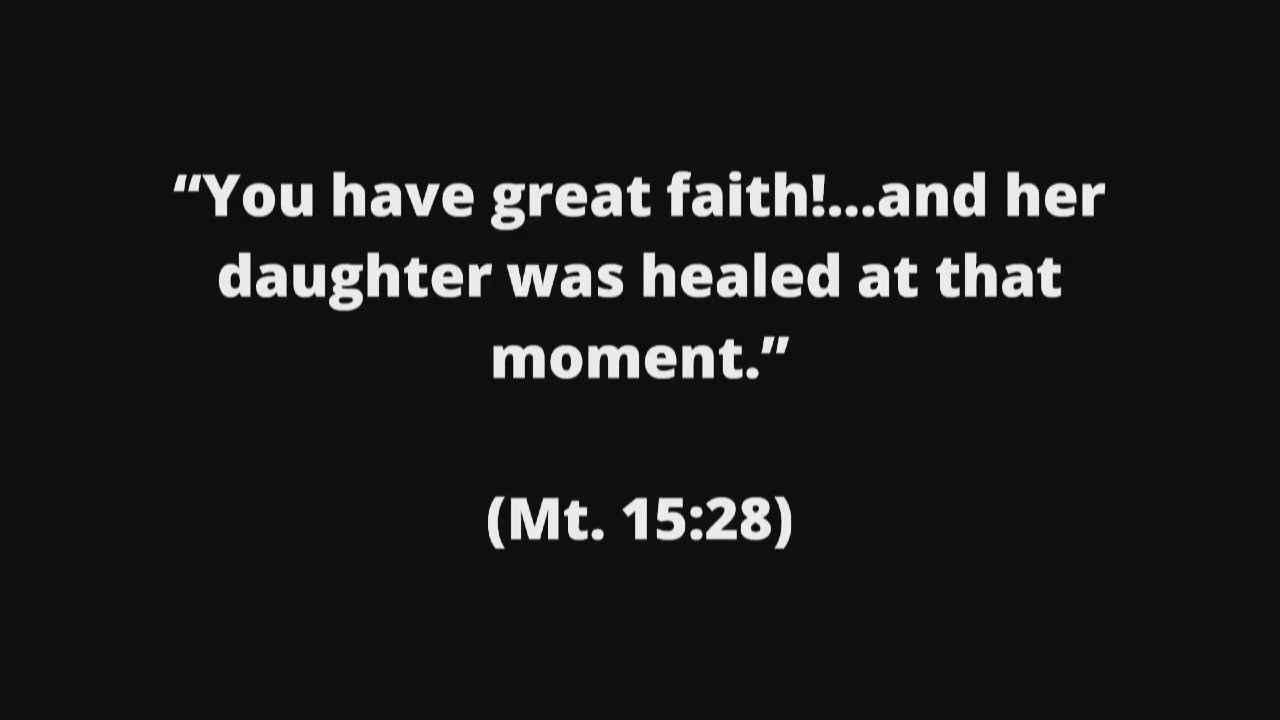 “You have great faith!...and her
daughter was healed at that
moment.”
(Mt. 15:28)